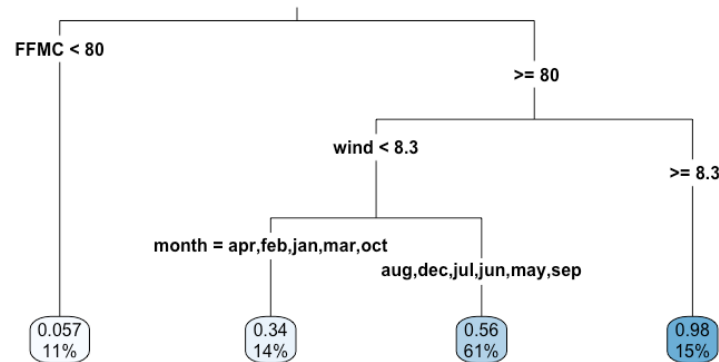 FFMC < 80
>= 80
wind < 8.3
>= 8.3
month = apr,feb,jan,mar,oct
aug,dec,jul,jun,may,sep
0.057
11%
0.34
14%
0.56
61%
0.98
15%